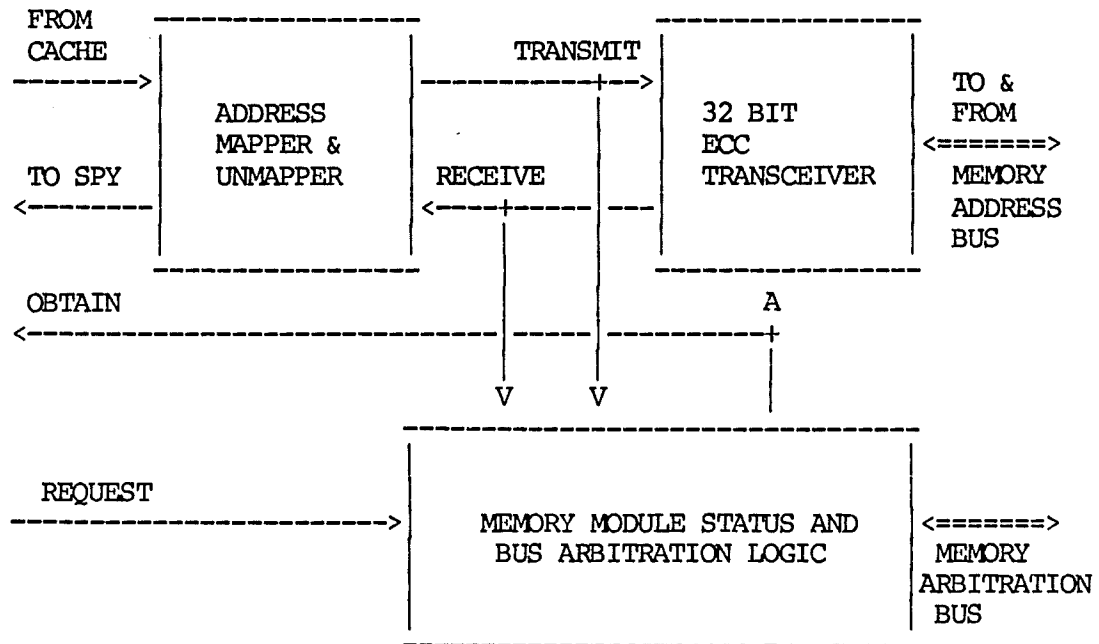 FROM
CACHE
TRANSMIT
ADDRESS
MAPPER &
UNMAPPER
32 BIT
ECC
TRANSCEIVER
TO &
FROM
MEMORY
ADDRESS
BUS
TO SPY
RECEIVE
OBTAIN
A
V V
REQUEST
MEMORY MODULE STATUS AND
BUS ARBITRATION LOGIC
MEMORY
ARBITRATION
BUS